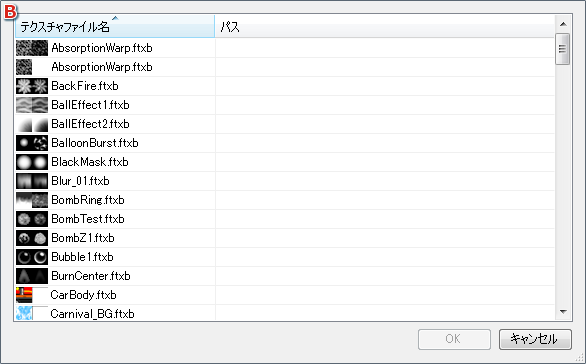 B
テクスチャファイル名 パス
AbsorptionWarp.ftxb
AbsorptionWarp.ftxb
BackFire.ftxb
BallEffect1.ftxb
BallEffect2.ftxb
BalloonBurst.ftxb
BlackMask.ftxb
Blur_01.ftxb
BombRing.ftxb
BombTest.ftxb
BombZ1.ftxb
Bubble1.ftxb
BurnCenter.ftxb
CarBody.ftxb
Carnival_BG.ftxb
OK キャンセル